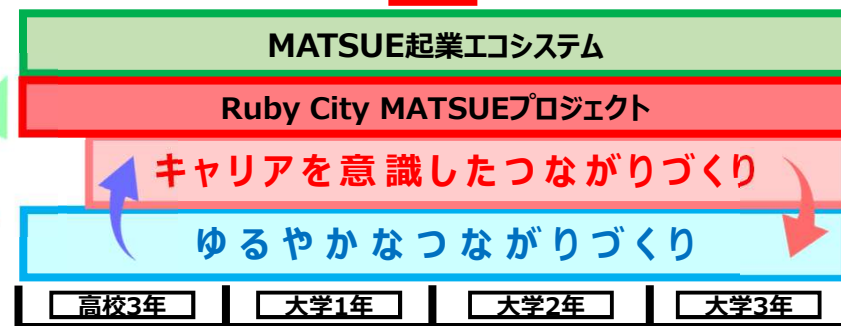 MATSUE起業エコシステム
Ruby City MATSUEプロジェクト
キャリアを意識したつながりづくり
ゆるやかなつながりづくり
高校3年 大学1年 大学2年 大学3年